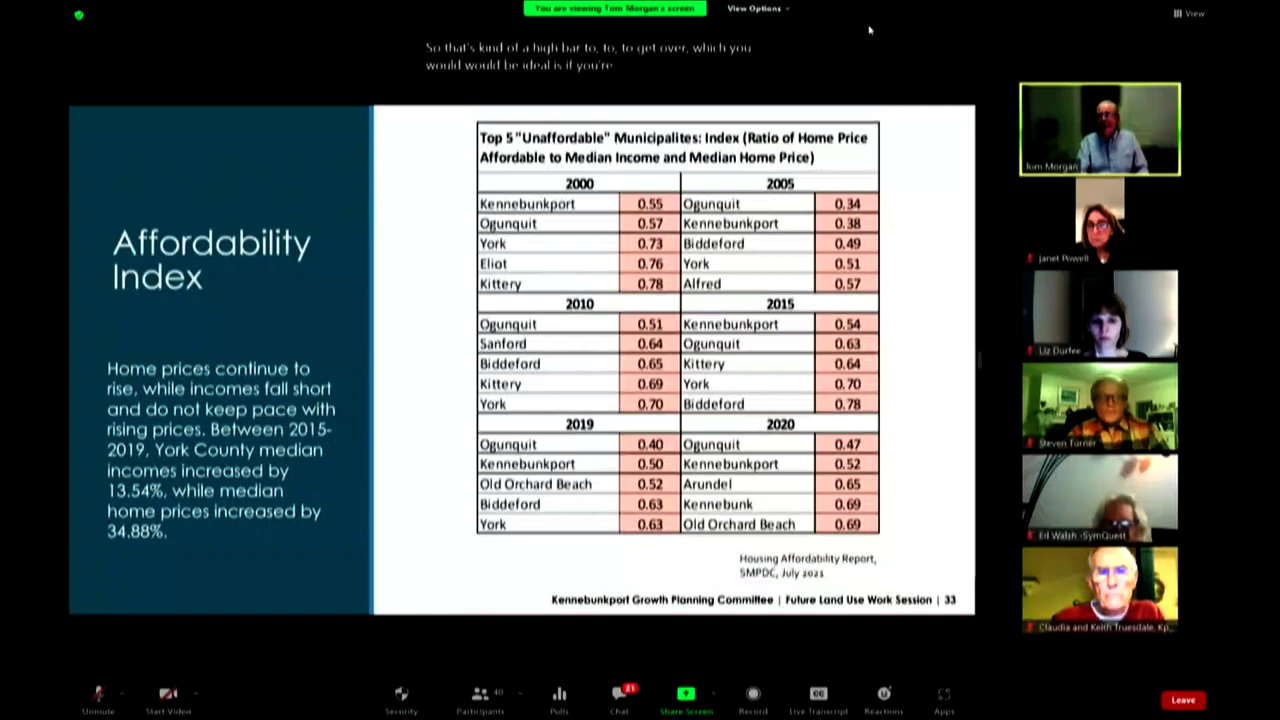 You are viewing Tom Morgan's screen
View Options
View
So that's kind of a high bar to, to, to get over, which you
would would be ideal is if you're
Affordability
Index
Home prices continue to
rise, while incomes fall short
and do not keep pace with
rising prices. Between 2015-
2019, York County median
incomes increased by
13.54%, while median
home prices increased by
34.88%.
Top 5 "Unaffordable" Municipalites: Index (Ratio of Home Price
Affordable to Median Income and Median Home Price)
2000 2005
Kennebunkport 0.55 Ogunquit 0.34
Ogunquit 0.57 Kennebunkport 0.38
York 0.73 Biddeford 0.49
Eliot 0.76 York 0.51
Kittery 0.78 Alfred 0.57
2010 2015
Ogunquit 0.51 Kennebunkport 0.54
Sanford 0.64 Ogunquit 0.63
Biddeford 0.65 Kittery 0.64
Kittery 0.69 York 0.70
York 0.70 Biddeford 0.78
2019 2020
Ogunquit 0.40 Ogunquit 0.47
Kennebunkport 0.50 Kennebunkport 0.52
Old Orchard Beach 0.52 Arundel 0.65
Biddeford 0.63 Kennebunk 0.69
York 0.63 Old Orchard Beach 0.69
Housing Affordability Report,
SMPDC, July 2021
Kennebunkport Growth Planning Committee | Future Land Use Work Session | 33
Tom Morgan
Janet Powell
Liz Durfee
Steven Turner
Ed Walsh -SymQuest
Claudia and Keith Truesdale, Kp...
Unmute
Start Video
Security
Participants 40
Polls
Chat 21
Share Screen
Record
CC
Live Transcript
Reactions
Apps
Leave